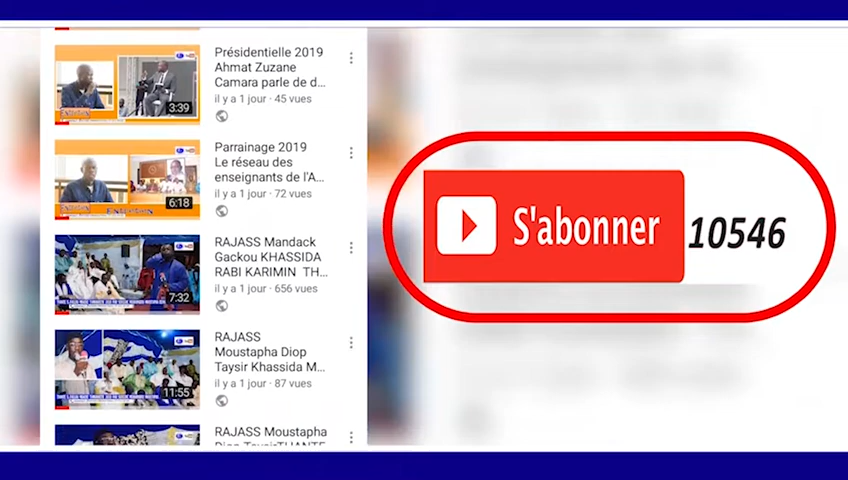 Présidentielle 2019
Ahmat Zuzane
Camara parle de d...
il y a 1 jour · 45 vues
3:39
Parrainage 2019
Le réseau des
enseignants de l'A...
il y a 1 jour · 72 vues
6:18
RAJASS Mandack
Gackou KHASSIDA
RABI KARIMIN TH...
il y a 1 jour · 656 vues
7:32
RAJASS
Moustapha Diop
Taysir Khassida M...
il y a 1 jour · 87 vues
11:55
RAJASS Moustapha
S'abonner 10546